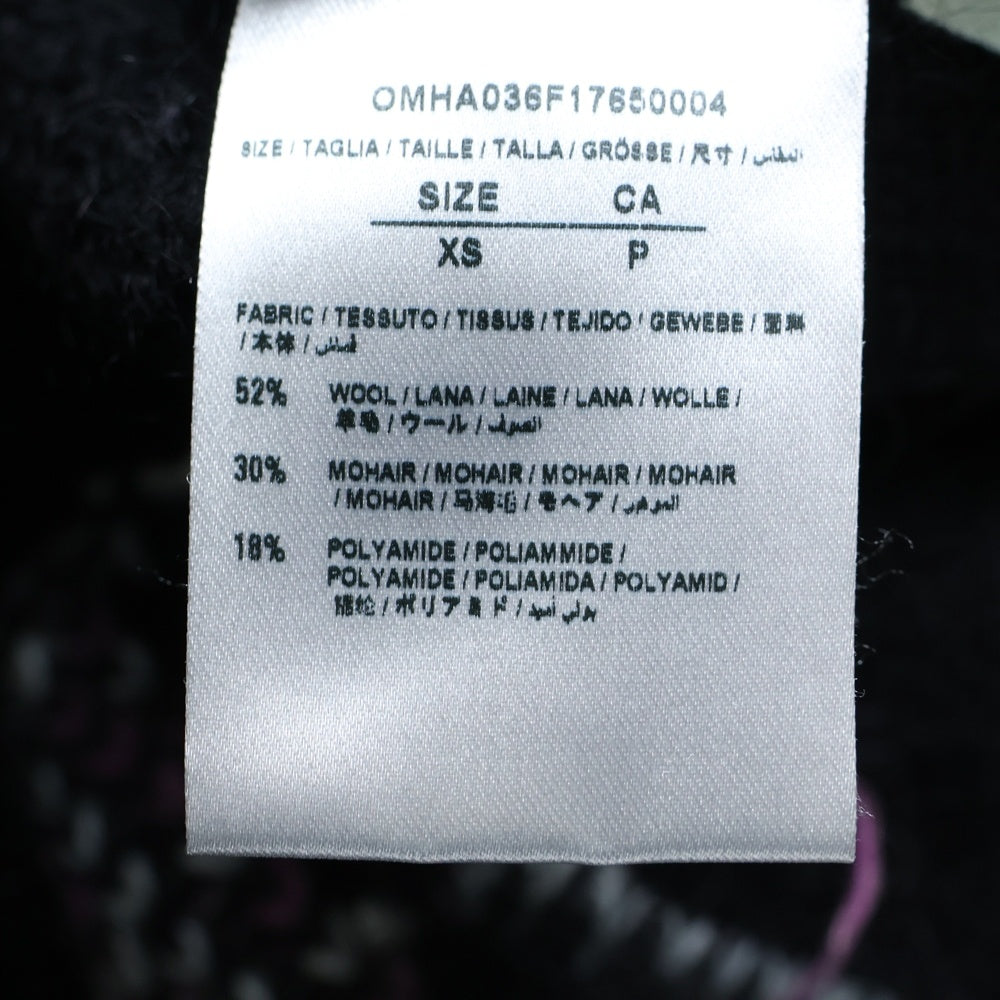 OMHA036F17650004
SIZE / TAGLIA / TAILLE / TALLA / GRÖSSE / 尺寸 / المقاس
SIZE CA
XS P
FABRIC / TESSUTO / TISSUS / TEJIDO / GEWEBE / 面料
/ 本体 / قماش
52% WOOL / LANA / LAINE / LANA / WOLLE /
羊毛 / ウール / الصوف
30% MOHAIR / MOHAIR / MOHAIR / MOHAIR
/ MOHAIR / 马海毛 / モヘア / الموهير
18% POLYAMIDE / POLIAMMIDE /
POLYAMIDE / POLIAMIDA / POLYAMID /
锦纶 / ポリアミド / بولي أميد